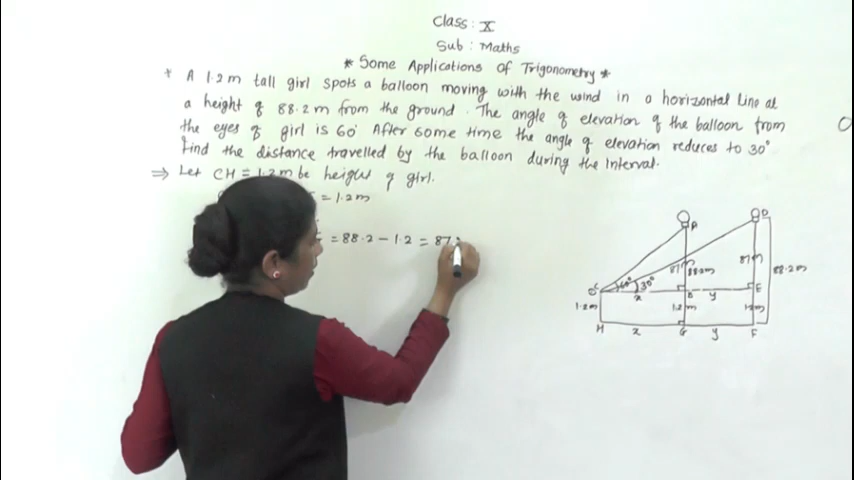 Class : X
Sub : Maths
* Some Applications Of Trigonometry *
* A 1.2 m tall girl spots a balloon moving with the wind in a horizontal line at
a height of 88.2 m from the ground. The angle of elevation of the balloon from
the eyes of girl is 60° After some time the angle of elevation reduces to 30°
Find the distance travelled by the balloon during the interval.
⇒ Let CH = 1.2 m be height of girl.
= 1.2 m
= 88.2 - 1.2 = 87
A
D
87 m
88.2 m
87 m
88.2 m
C
60°
30°
x
B
y
E
1.2 m
1.2 m
H
x
G
y
F